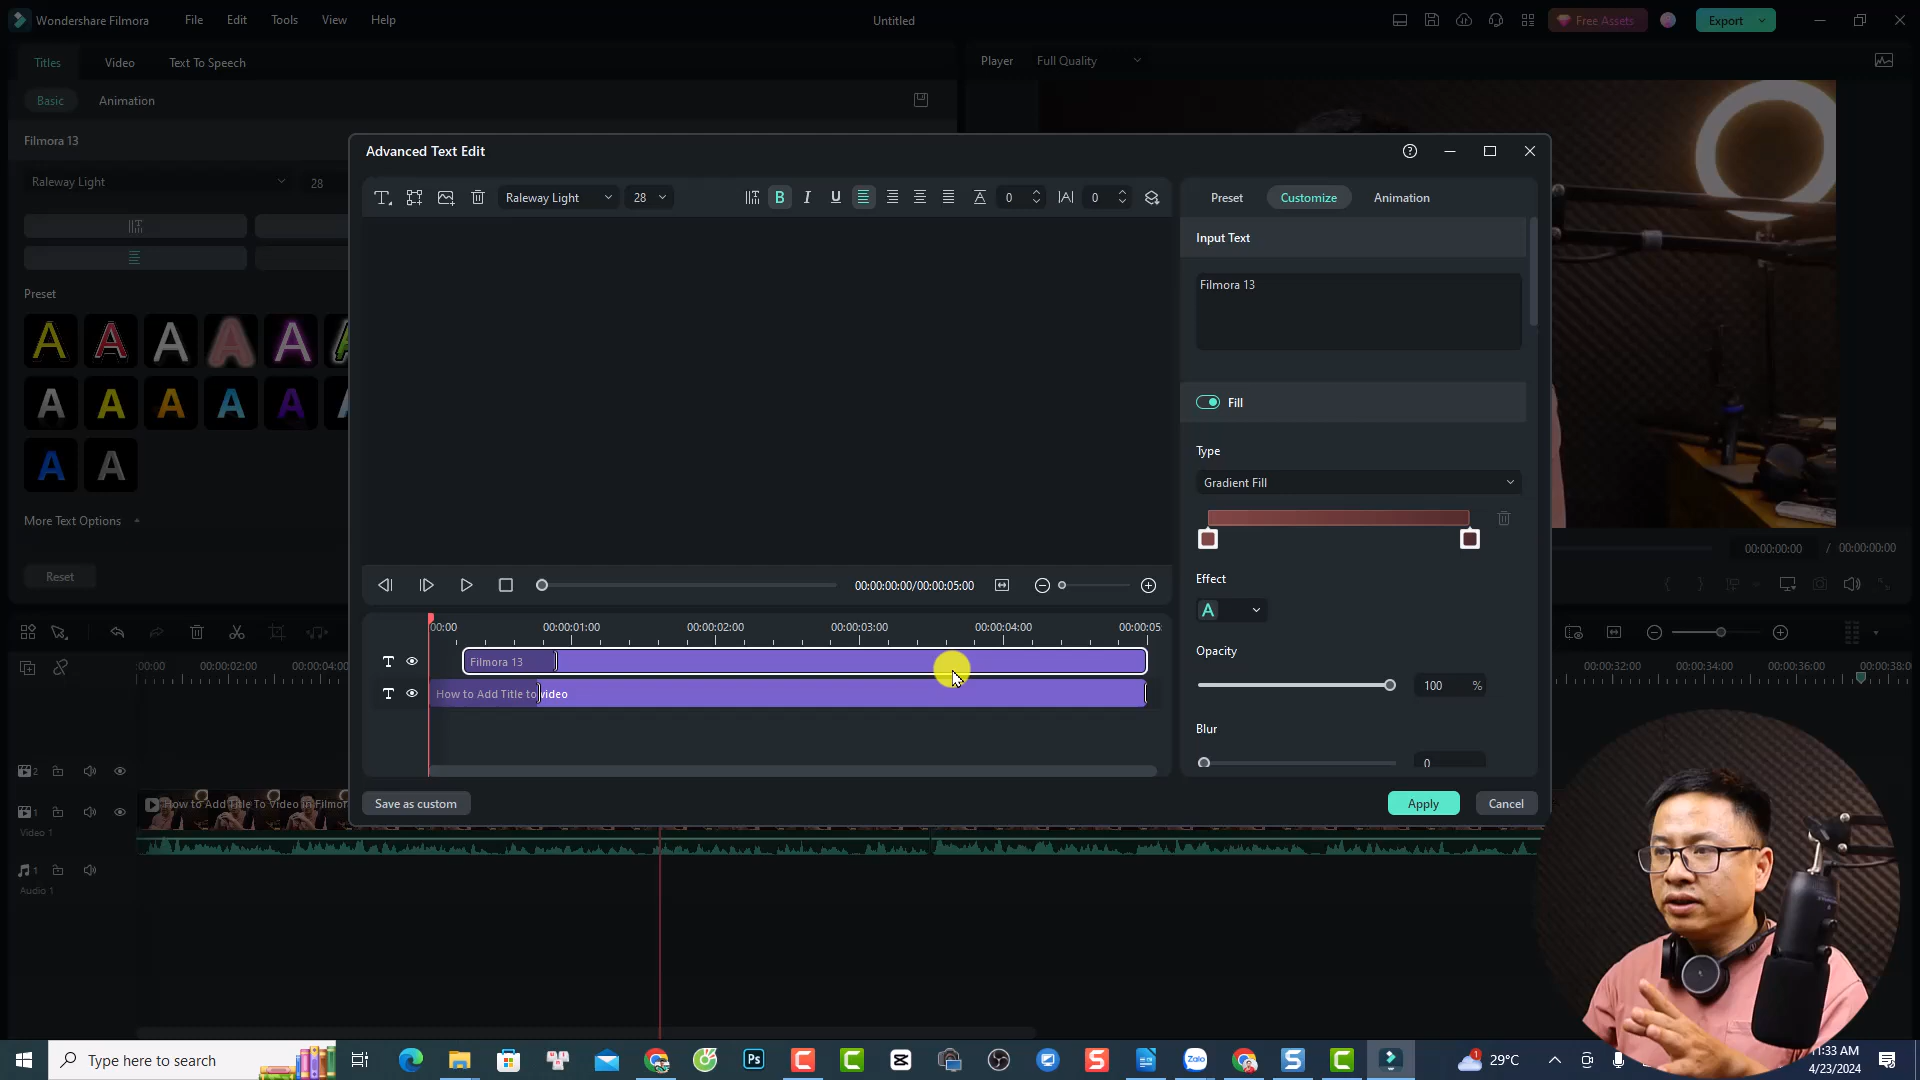 Wondershare Filmora
File
Edit
Tools
View
Help
Untitled
Free Assets
Export
Titles
Video
Text To Speech
Player
Full Quality
Basic
Animation
Filmora 13
Raleway Light
28
Preset
More Text Options
Reset
Advanced Text Edit
Raleway Light
28
B
I
U
0
0
Preset
Customize
Animation
Input Text
Filmora 13
Fill
Type
Gradient Fill
Effect
A
Opacity
100
%
Blur
0
00:00:00:00/00:00:05:00
00:00
00:00:01:00
00:00:02:00
00:00:03:00
00:00:04:00
00:00:05:
T
Filmora 13
T
How to Add Title to video
Save as custom
Apply
Cancel
00:00:00:00
/
00:00:00:00
:00:00
00:00:02:00
00:00:04:00
00:00:32:00
00:00:34:00
00:00:36:00
00:00:38:0
2
1
How to Add Title To Video in Filmor
Video 1
1
Audio 1
Type here to search
Ps
Zalo
29°C
11:33 AM
4/23/2024